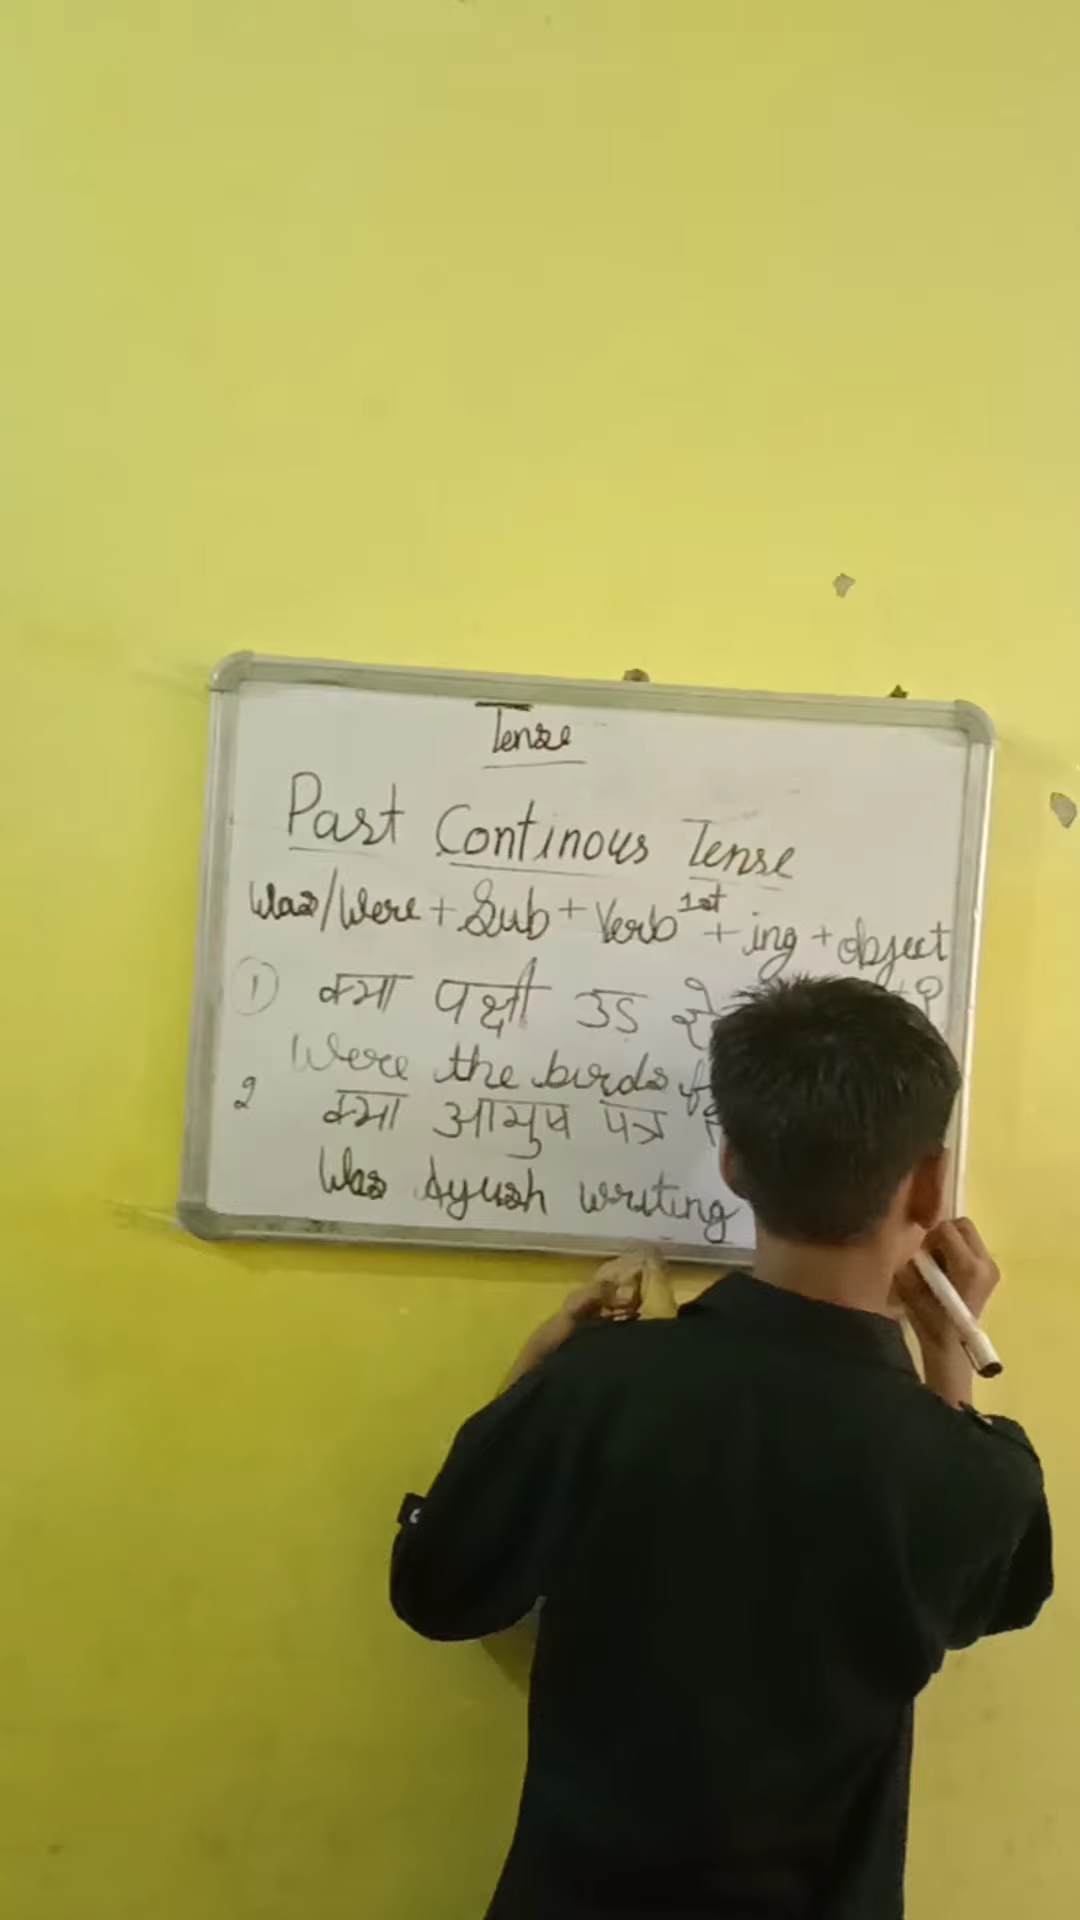 Tense
Past Continous Tense
Was/Were + Sub + Verb 1st + ing + object
① क्या पक्षी उड़ रहे ?
Were the birds
2 क्या आयुष पत्र
Was Ayush writing